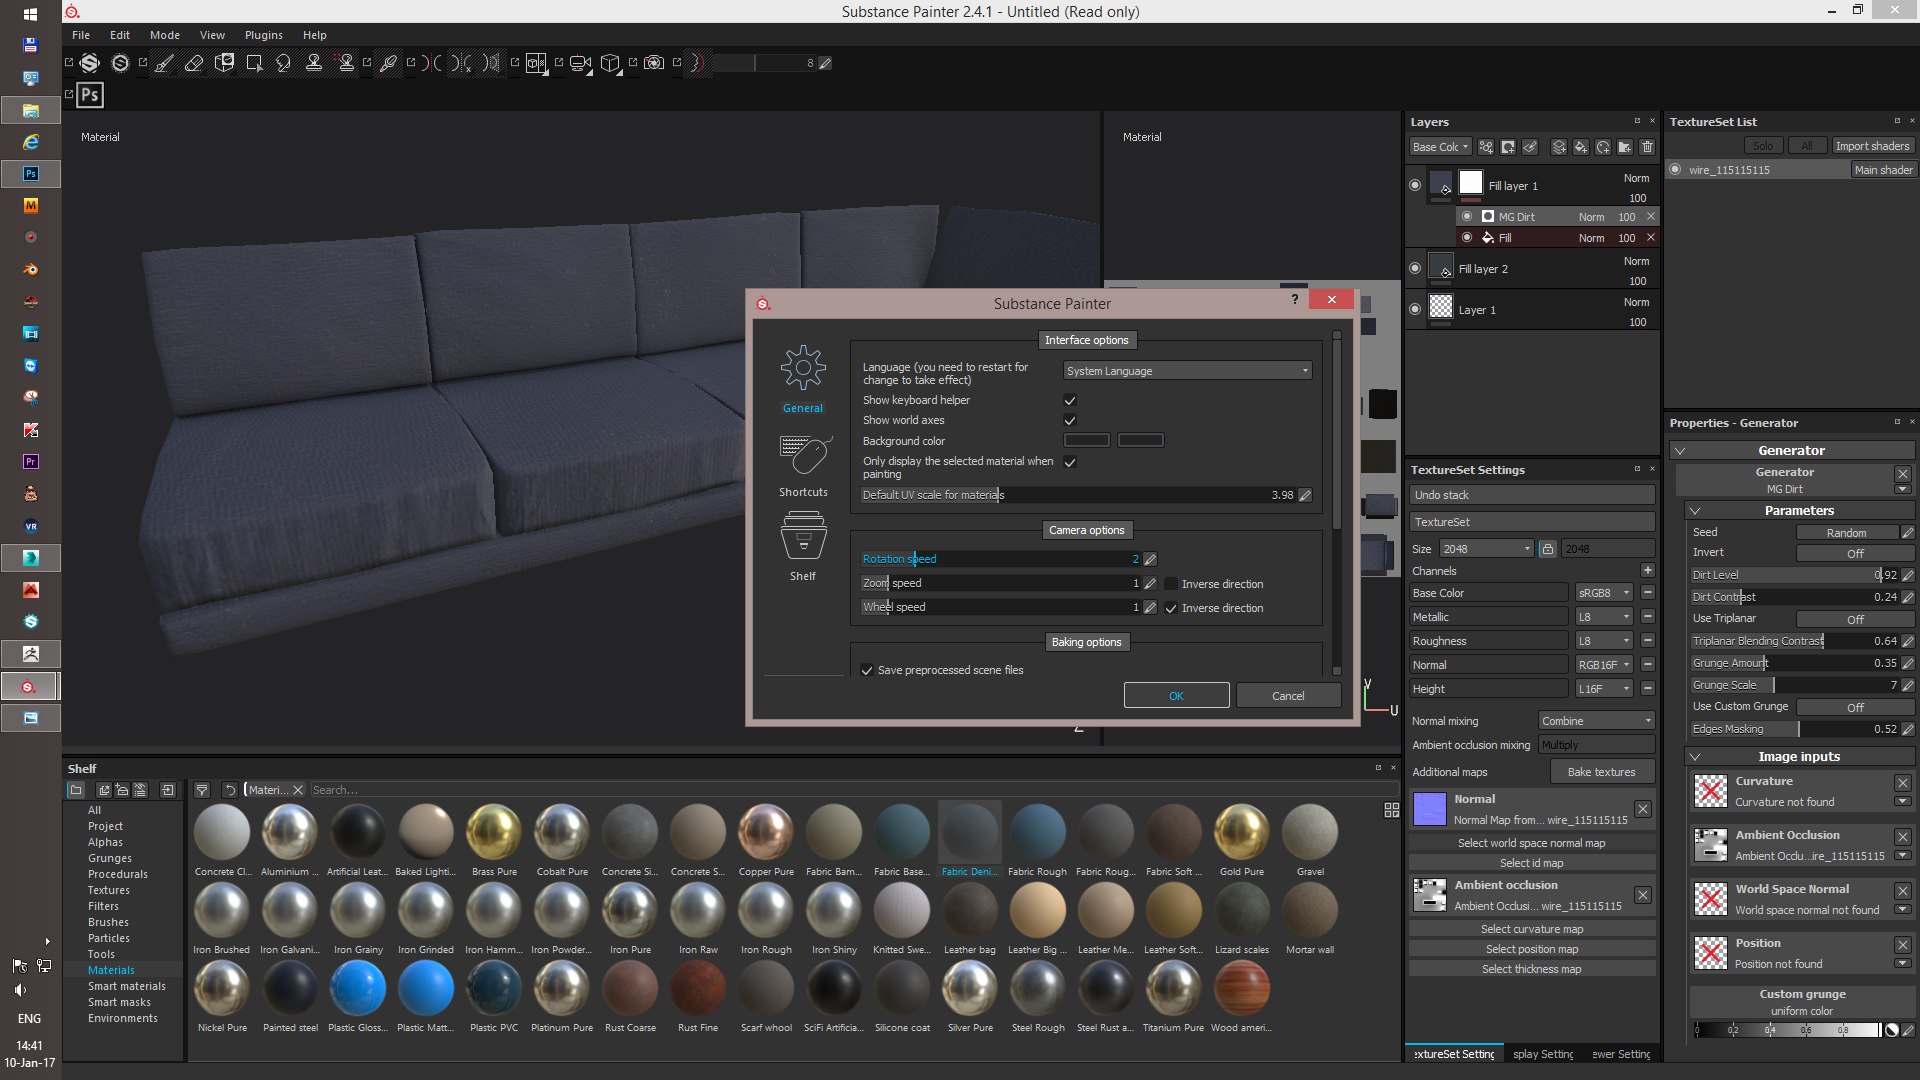 Substance Painter 2.4.1 - Untitled (Read only)
File Edit Mode View Plugins Help
8
Ps
Material
Material
Layers
Base Colc
Fill layer 1 Norm 100
MG Dirt Norm 100
Fill Norm 100
Fill layer 2 Norm 100
Layer 1 Norm 100
TextureSet List
Solo All Import shaders
wire_115115115 Main shader
Substance Painter ?
General
Shortcuts
Shelf
Interface options
Language (you need to restart for
change to take effect) System Language
Show keyboard helper
Show world axes
Background color
Only display the selected material when
painting
Default UV scale for materials 3.98
Camera options
Rotation speed 2
Zoom speed 1 Inverse direction
Wheel speed 1 Inverse direction
Baking options
Save preprocessed scene files
OK Cancel
V
U
Z
TextureSet Settings
Undo stack
TextureSet
Size 2048 2048
Channels
Base Color sRGB8
Metallic L8
Roughness L8
Normal RGB16F
Height L16F
Normal mixing Combine
Ambient occlusion mixing Multiply
Additional maps Bake textures
Normal
Normal Map from... wire_115115115
Select world space normal map
Select id map
Ambient occlusion
Ambient Occlusi... wire_115115115
Select curvature map
Select position map
Select thickness map
extureSet Setting splay Setting ewer Setting
Properties - Generator
Generator
Generator
MG Dirt
Parameters
Seed Random
Invert Off
Dirt Level 0.92
Dirt Contrast 0.24
Use Triplanar Off
Triplanar Blending Contrast 0.64
Grunge Amount 0.35
Grunge Scale 7
Use Custom Grunge Off
Edges Masking 0.52
Image inputs
Curvature
Curvature not found
Ambient Occlusion
Ambient Occlu...ire_115115115
World Space Normal
World space normal not found
Position
Position not found
Custom grunge
uniform color
0 0.2 0.4 0.6 0.8
Shelf
Materi... Search...
All
Project
Alphas
Grunges
Procedurals
Textures
Filters
Brushes
Particles
Tools
Materials
Smart materials
Smart masks
Environments
Concrete Cl... Aluminium ... Artificial Leat... Baked Lighti... Brass Pure Cobalt Pure Concrete Si... Concrete S... Copper Pure Fabric Bam... Fabric Base... Fabric Deni... Fabric Rough Fabric Roug... Fabric Soft ... Gold Pure Gravel
Iron Brushed Iron Galvani... Iron Grainy Iron Grinded Iron Hamm... Iron Powder... Iron Pure Iron Raw Iron Rough Iron Shiny Knitted Swe... Leather bag Leather Big ... Leather Me... Leather Soft... Lizard scales Mortar wall
Nickel Pure Painted steel Plastic Gloss... Plastic Matt... Plastic PVC Platinum Pure Rust Coarse Rust Fine Scarf whool SciFi Artificia... Silicone coat Silver Pure Steel Rough Steel Rust a... Titanium Pure Wood ameri...
Ps
M
Pr
VR
ENG
14:41
10-Jan-17